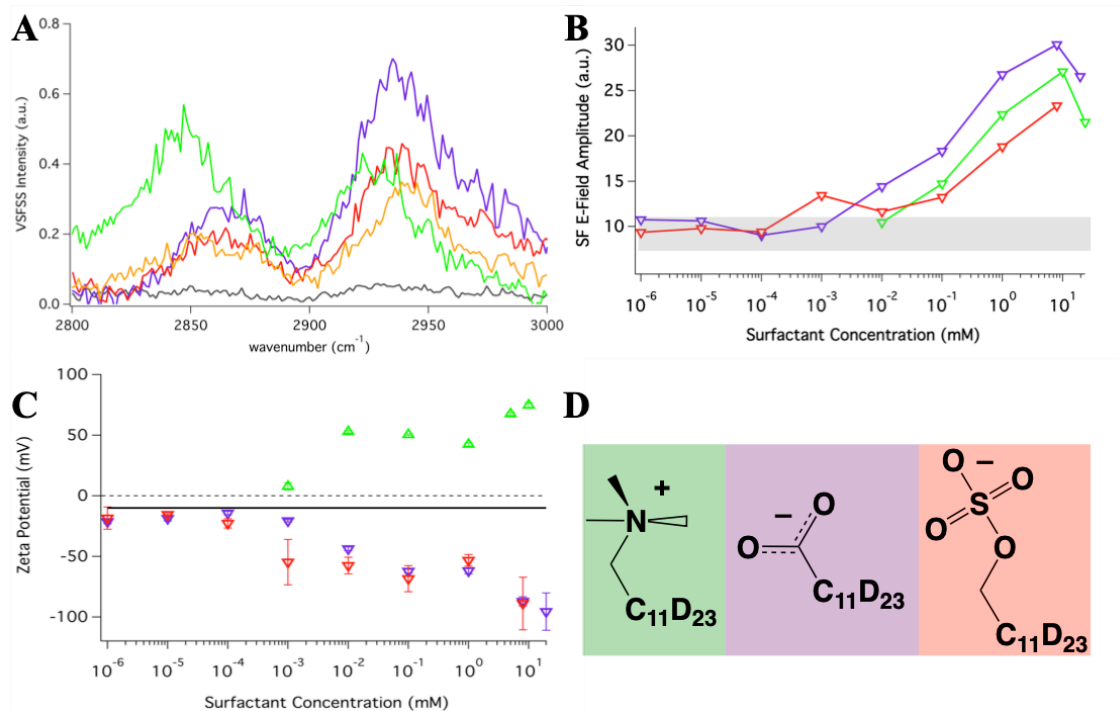 A
0.8
0.6
0.4
0.2
0.0
VSFSS Intensity (a.u.)
2800
2850
2900
2950
3000
wavenumber (cm⁻¹)
B
30
25
20
15
10
SF E-Field Amplitude (a.u.)
10⁻⁶
10⁻⁵
10⁻⁴
10⁻³
10⁻²
10⁻¹
10⁰
10¹
Surfactant Concentration (mM)
C
100
50
0
-50
-100
Zeta Potential (mV)
10⁻⁶
10⁻⁵
10⁻⁴
10⁻³
10⁻²
10⁻¹
10⁰
10¹
Surfactant Concentration (mM)
D
N
+
C₁₁D₂₃
−
O
O
C₁₁D₂₃
O
−
S
O
O
O
C₁₁D₂₃